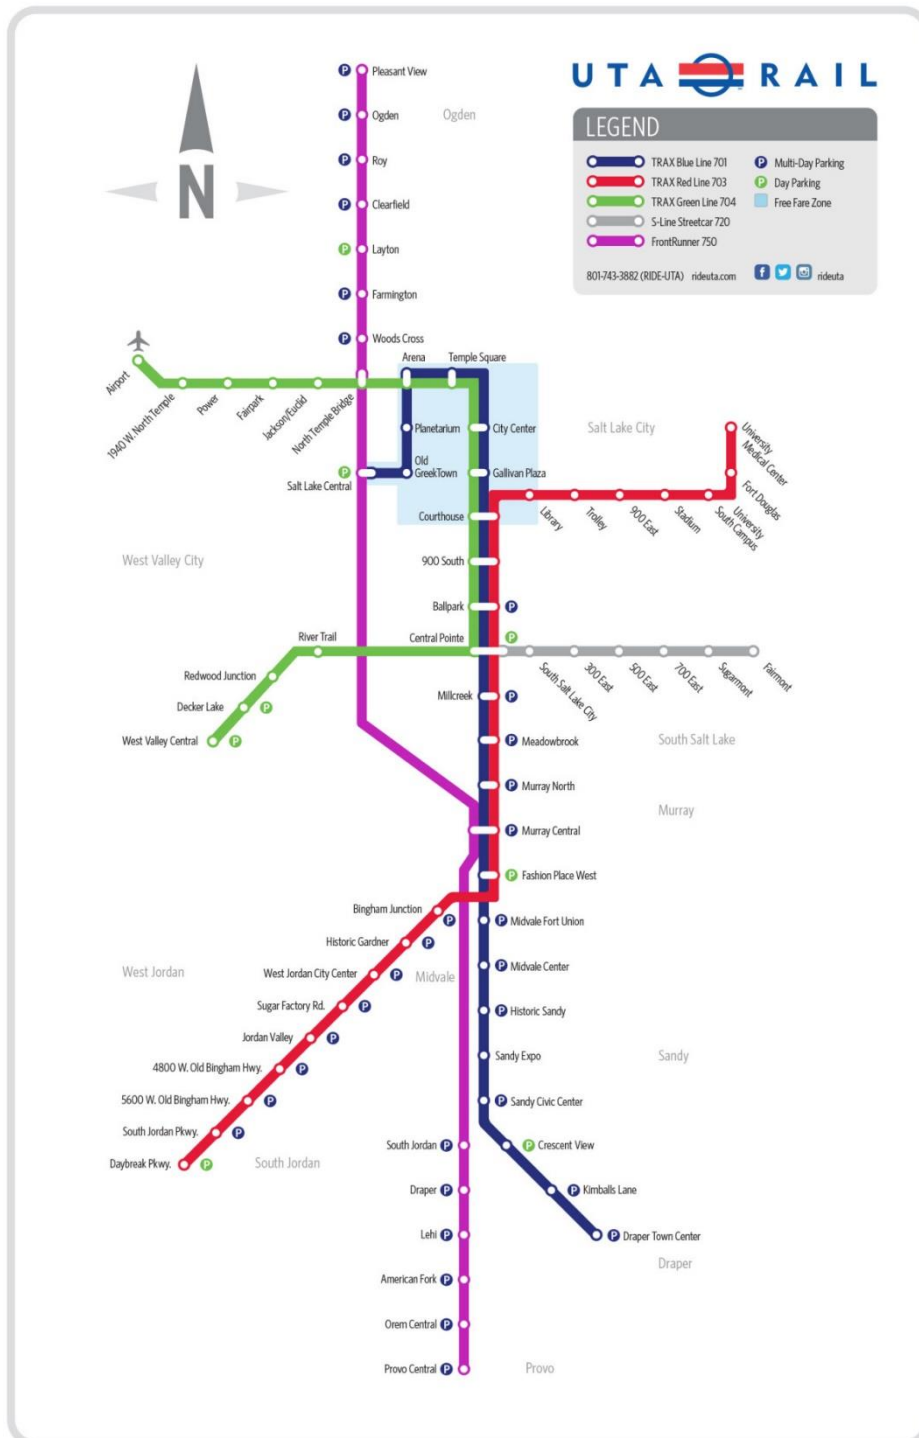 UTA RAIL
LEGEND
TRAX Blue Line 701
TRAX Red Line 703
TRAX Green Line 704
S-Line Streetcar 720
FrontRunner 750
P Multi-Day Parking
P Day Parking
Free Fare Zone
801-743-3882 (RIDE-UTA) rideuta.com
rideuta
N
P Pleasant View
P Ogden
Ogden
P Roy
P Clearfield
P Layton
P Farmington
P Woods Cross
Airport
1940 W. North Temple
Power
Fairpark
Jackson/Euclid
North Temple Bridge
Arena
Temple Square
Planetarium
City Center
Old
GreekTown
Gallivan Plaza
P
Salt Lake Central
Courthouse
Salt Lake City
University
Medical Center
Fort Douglas
University
South Campus
Stadium
900 East
Trolley
Library
West Valley City
900 South
Ballpark P
Central Pointe P
River Trail
Redwood Junction
Decker Lake P
West Valley Central P
South Salt Lake City
300 East
500 East
700 East
Sugarmont
Fairmont
Millcreek P
P Meadowbrook
South Salt Lake
P Murray North
Murray
P Murray Central
P Fashion Place West
Bingham Junction
P
P Midvale Fort Union
Historic Gardner P
P Midvale Center
West Jordan
West Jordan City Center P
Midvale
Sugar Factory Rd. P
P Historic Sandy
Jordan Valley P
Sandy Expo
Sandy
4800 W. Old Bingham Hwy. P
5600 W. Old Bingham Hwy. P
P Sandy Civic Center
South Jordan Pkwy. P
South Jordan P
P Crescent View
Daybreak Pkwy. P
South Jordan
Draper P
P Kimballs Lane
Lehi P
P Draper Town Center
Draper
American Fork P
Orem Central P
Provo Central P
Provo